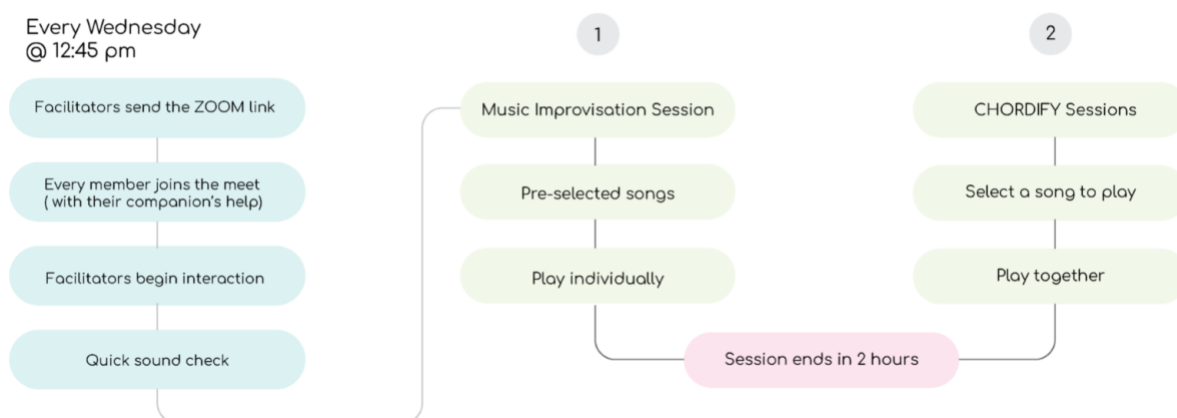 Every Wednesday
@ 12:45 pm
Facilitators send the ZOOM link
Every member joins the meet
( with their companion's help)
Facilitators begin interaction
Quick sound check
1
Music Improvisation Session
Pre-selected songs
Play individually
2
CHORDIFY Sessions
Select a song to play
Play together
Session ends in 2 hours